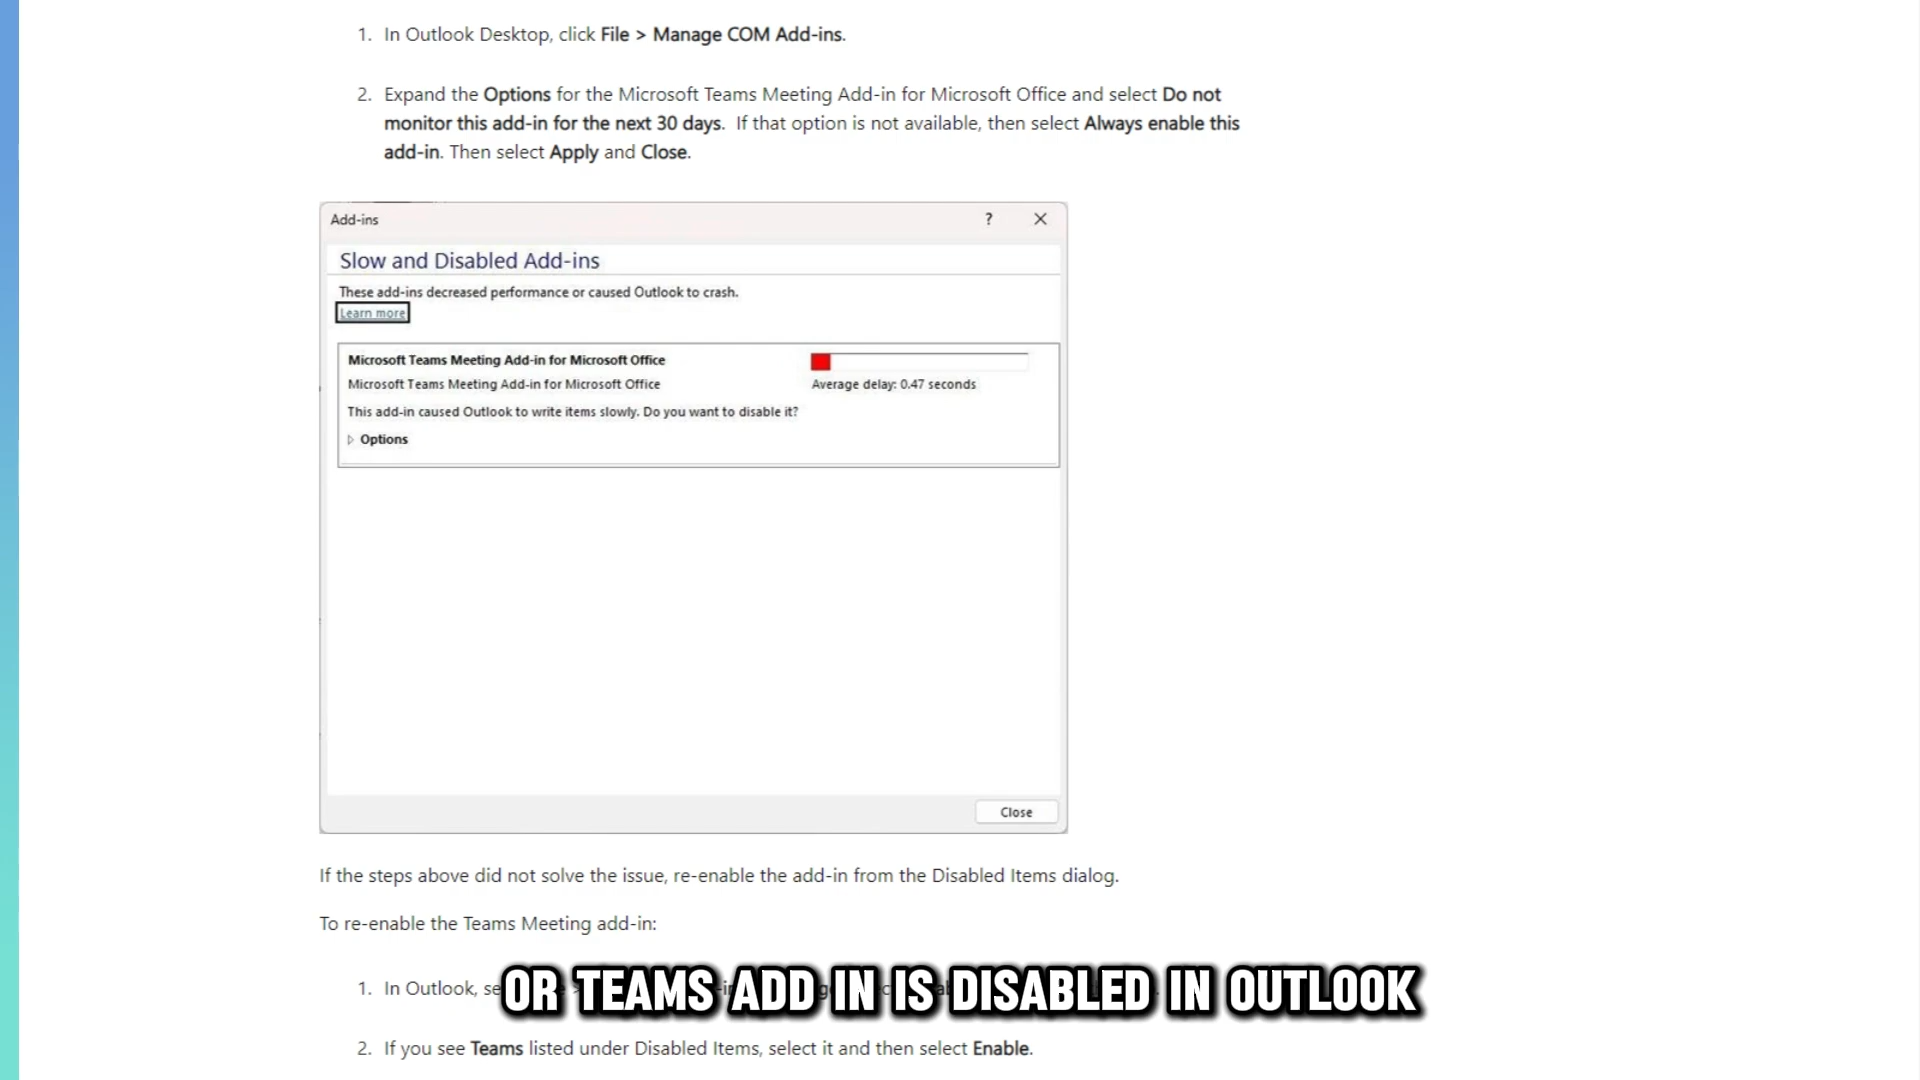 1. In Outlook Desktop, click File > Manage COM Add-ins.
2. Expand the Options for the Microsoft Teams Meeting Add-in for Microsoft Office and select Do not
monitor this add-in for the next 30 days. If that option is not available, then select Always enable this
add-in. Then select Apply and Close.
Add-ins ?
Slow and Disabled Add-ins
These add-ins decreased performance or caused Outlook to crash.
Learn more
Microsoft Teams Meeting Add-in for Microsoft Office
Microsoft Teams Meeting Add-in for Microsoft Office Average delay: 0.47 seconds
This add-in caused Outlook to write items slowly. Do you want to disable it?
Options
Close
If the steps above did not solve the issue, re-enable the add-in from the Disabled Items dialog.
To re-enable the Teams Meeting add-in:
1. In Outlook,
OR TEAMS ADD IN IS DISABLED IN OUTLOOK
2. If you see Teams listed under Disabled Items, select it and then select Enable.